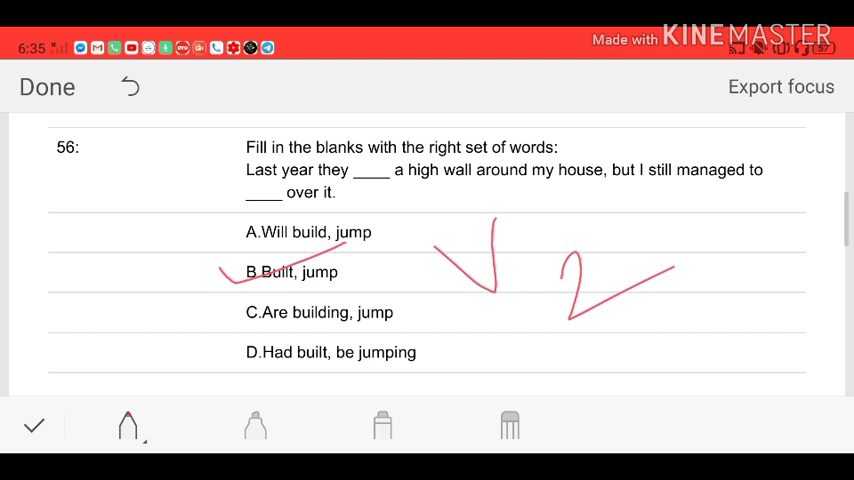 6:35
Made with KINEMASTER
57
Done
Export focus
56:
Fill in the blanks with the right set of words:
Last year they ____ a high wall around my house, but I still managed to
____ over it.
A.Will build, jump
B.Built, jump
C.Are building, jump
D.Had built, be jumping
V2